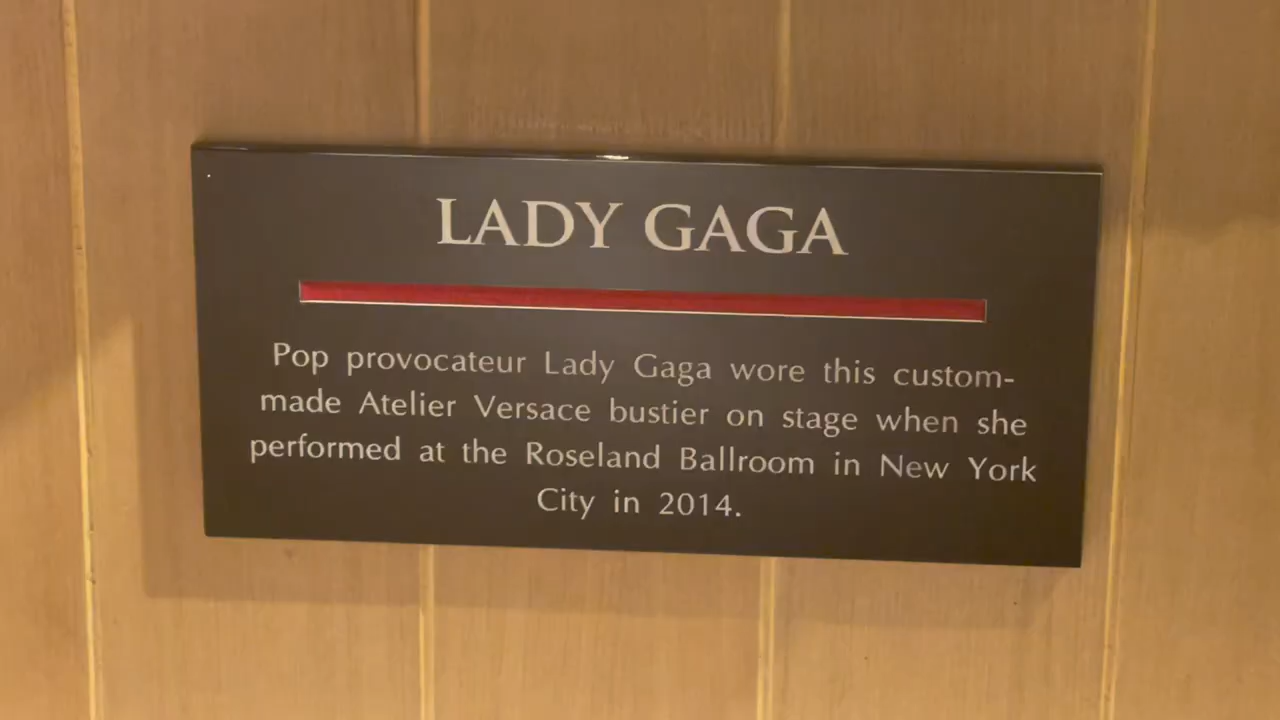 LADY GAGA
Pop provocateur Lady Gaga wore this custom-
made Atelier Versace bustier on stage when she
performed at the Roseland Ballroom in New York
City in 2014.